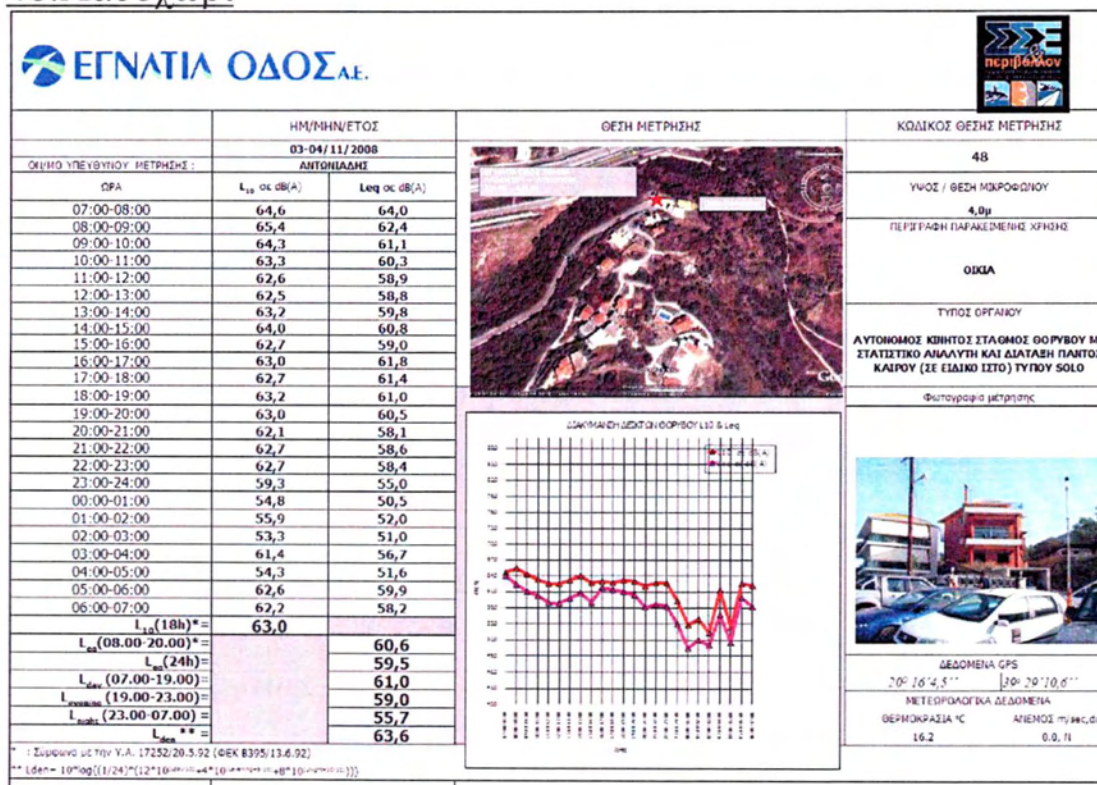 ΕΓΝΑΤΙΑ ΟΔΟΣ Α.Ε.
ΣΣΕ
&
περιβάλλον
ΗΜ/ΜΗΝ/ΕΤΟΣ
ΘΕΣΗ ΜΕΤΡΗΣΗΣ
ΚΩΔΙΚΟΣ ΘΕΣΗΣ ΜΕΤΡΗΣΗΣ
03-04/11/2008
48
ΟΝ/ΜΟ ΥΠΕΥΘΥΝΟΥ ΜΕΤΡΗΣΗΣ :
ΑΝΤΩΝΙΑΔΗΣ
ΩΡΑ L10 σε dB(A) Leq σε dB(A)
ΥΨΟΣ / ΘΕΣΗ ΜΙΚΡΟΦΩΝΟΥ
4,0μ
07:00-08:00 64,6 64,0
08:00-09:00 65,4 62,4
09:00-10:00 64,3 61,1
10:00-11:00 63,3 60,3
11:00-12:00 62,6 58,9
12:00-13:00 62,5 58,8
13:00-14:00 63,2 59,8
14:00-15:00 64,0 60,8
15:00-16:00 62,7 59,0
16:00-17:00 63,0 61,8
17:00-18:00 62,7 61,4
18:00-19:00 63,2 61,0
19:00-20:00 63,0 60,5
20:00-21:00 62,1 58,1
21:00-22:00 62,7 58,6
22:00-23:00 62,7 58,4
23:00-24:00 59,3 55,0
00:00-01:00 54,8 50,5
01:00-02:00 55,9 52,0
02:00-03:00 53,3 51,0
03:00-04:00 61,4 56,7
04:00-05:00 54,3 51,6
05:00-06:00 62,6 59,9
06:00-07:00 62,2 58,2
L10(18h)*= 63,0
Leq(08.00-20.00)*= 60,6
Leq(24h)= 59,5
Lday (07.00-19.00)= 61,0
Levening (19.00-23.00)= 59,0
Lnight (23.00-07.00) = 55,7
Lden ** = 63,6
* : Σύμφωνα με την Υ.Α. 17252/20.5.92 (ΦΕΚ Β395/13.6.92)
ΠΕΡΙΓΡΑΦΗ ΠΑΡΑΚΕΙΜΕΝΗΣ ΧΡΗΣΗΣ
ΟΙΚΙΑ
ΤΥΠΟΣ ΟΡΓΑΝΟΥ
ΑΥΤΟΝΟΜΟΣ ΚΙΝΗΤΟΣ ΣΤΑΘΜΟΣ ΘΟΡΥΒΟΥ Μ
ΣΤΑΤΙΣΤΙΚΟ ΑΝΑΛΥΤΗ ΚΑΙ ΔΙΑΤΑΞΗ ΠΑΝΤΟΣ
ΚΑΙΡΟΥ (ΣΕ ΕΙΔΙΚΟ ΙΣΤΟ) ΤΥΠΟΥ SOLO
Φωτογραφία μέτρησης
ΔΙΑΚΥΜΑΝΣΗ ΔΕΙΚΤΩΝ ΘΟΡΥΒΟΥ L10 & Leq
ΔΕΔΟΜΕΝΑ GPS
20º 16'4,5'' 39º 29'10,6''
ΜΕΤΕΩΡΟΛΟΓΙΚΑ ΔΕΔΟΜΕΝΑ
ΘΕΡΜΟΚΡΑΣΙΑ ºC ΑΝΕΜΟΣ m/sec,d
16.2 0.0, N